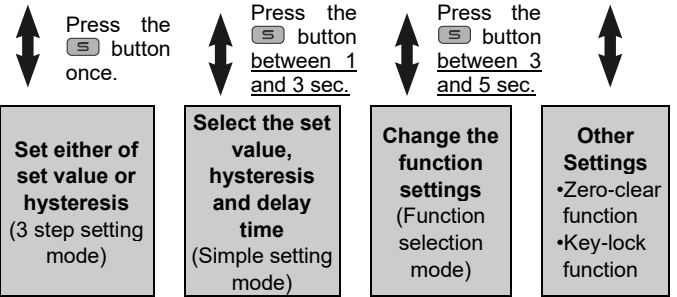 Press the
S button
once.
Press the
S button
between 1
and 3 sec.
Press the
S button
between 3
and 5 sec.
Set either of
set value or
hysteresis
(3 step setting
mode)
Select the set
value,
hysteresis
and delay
time
(Simple setting
mode)
Change the
function
settings
(Function
selection
mode)
Other
Settings
•Zero-clear
function
•Key-lock
function